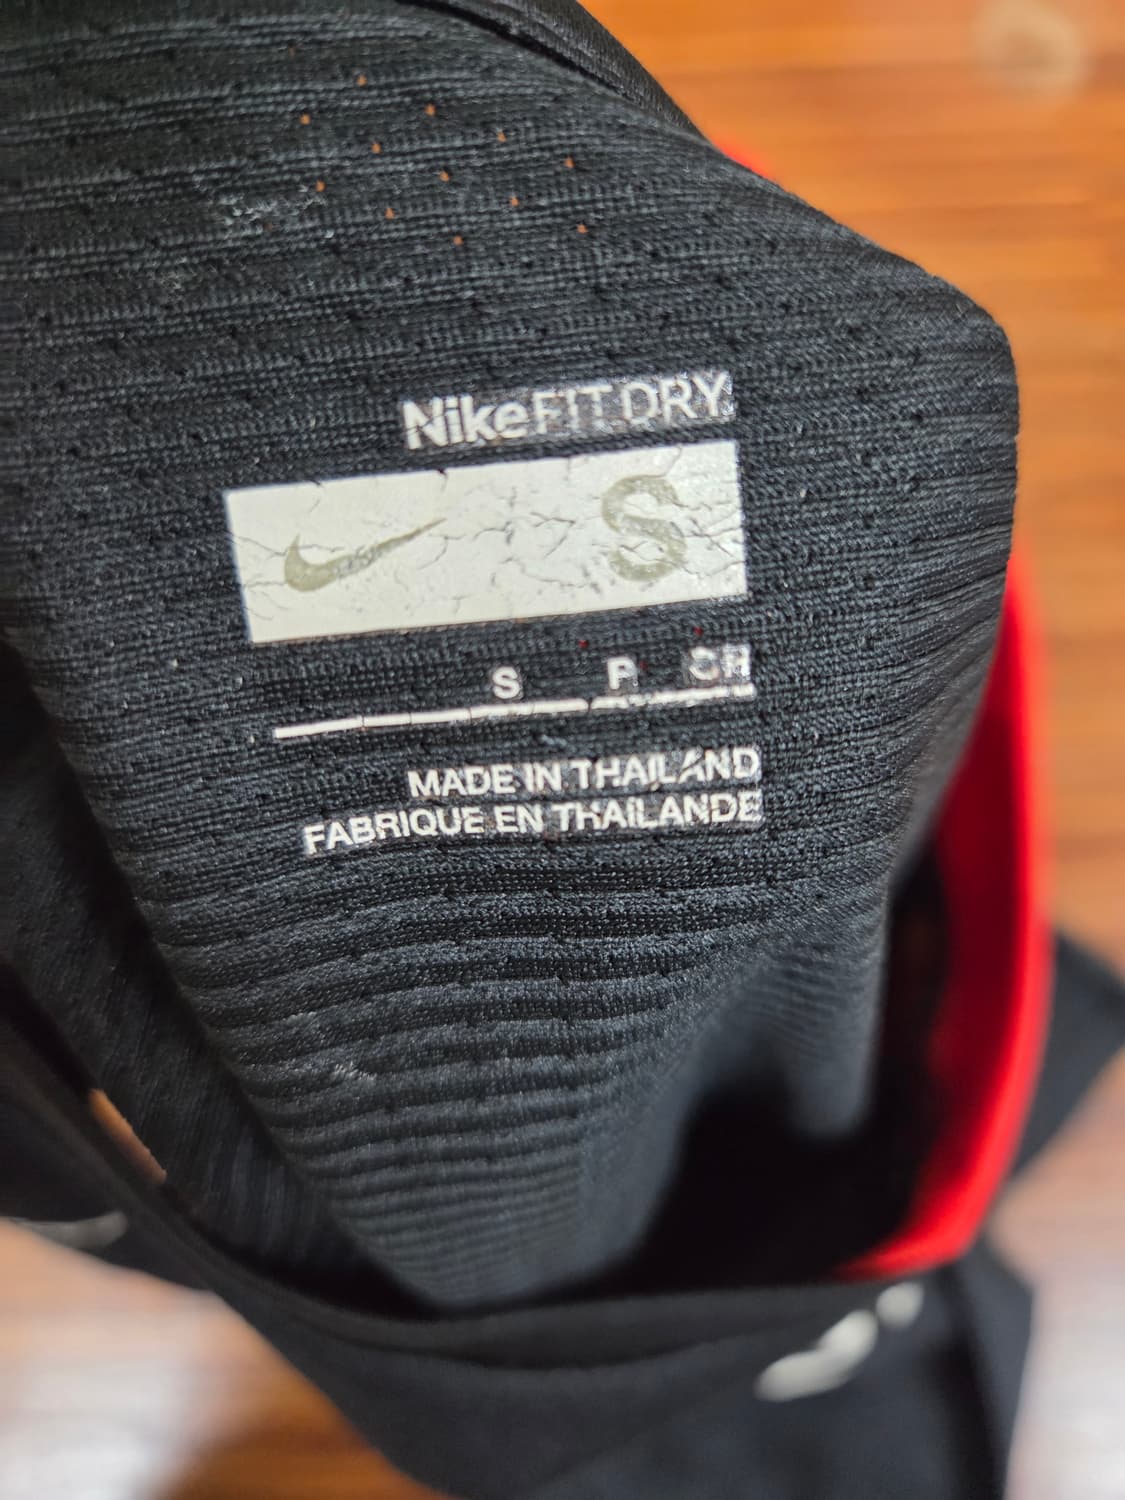 NikeFIT DRY.
S
S P CH
MADE IN THAILAND
FABRIQUE EN THAILANDE